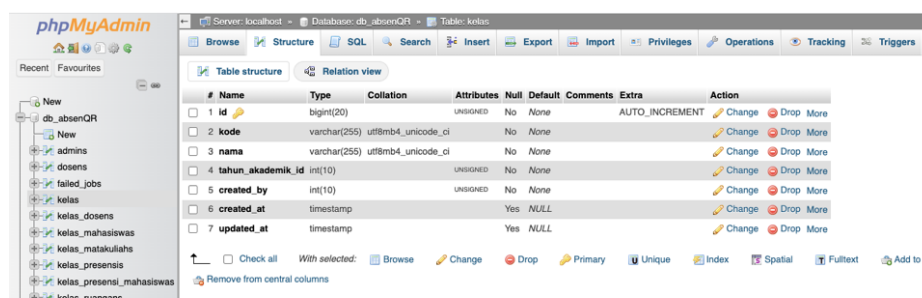 phpMyAdmin
Recent Favourites
New
db_absenQR
New
admins
dosens
failed_jobs
kelas
kelas_dosens
kelas_mahasiswas
kelas_matakuliahs
kelas_presensis
kelas_presensi_mahasiswas
kelas_ruangans
Server: localhost » Database: db_absenQR » Table: kelas
Browse Structure SQL Search Insert Export Import Privileges Operations Tracking Triggers
Table structure Relation view
# Name Type Collation Attributes Null Default Comments Extra Action
1 id bigint(20) UNSIGNED No None AUTO_INCREMENT Change Drop More
2 kode varchar(255) utf8mb4_unicode_ci No None Change Drop More
3 nama varchar(255) utf8mb4_unicode_ci No None Change Drop More
4 tahun_akademik_id int(10) UNSIGNED No None Change Drop More
5 created_by int(10) UNSIGNED No None Change Drop More
6 created_at timestamp Yes NULL Change Drop More
7 updated_at timestamp Yes NULL Change Drop More
Check all With selected: Browse Change Drop Primary Unique Index Spatial Fulltext Add to
Remove from central columns